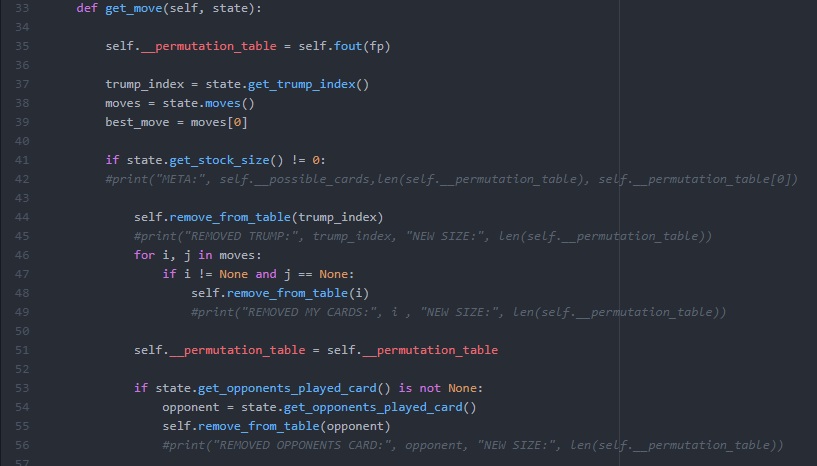 33 def get_move(self, state):
34
35 self.__permutation_table = self.fout(fp)
36
37 trump_index = state.get_trump_index()
38 moves = state.moves()
39 best_move = moves[0]
40
41 if state.get_stock_size() != 0:
42 #print("META:", self.__possible_cards,len(self.__permutation_table), self.__permutation_table[0])
43
44 self.remove_from_table(trump_index)
45 #print("REMOVED TRUMP:", trump_index, "NEW SIZE:", len(self.__permutation_table))
46 for i, j in moves:
47 if i != None and j == None:
48 self.remove_from_table(i)
49 #print("REMOVED MY CARDS:", i , "NEW SIZE:", len(self.__permutation_table))
50
51 self.__permutation_table = self.__permutation_table
52
53 if state.get_opponents_played_card() is not None:
54 opponent = state.get_opponents_played_card()
55 self.remove_from_table(opponent)
56 #print("REMOVED OPPONENTS CARD:", opponent, "NEW SIZE:", len(self.__permutation_table))
57